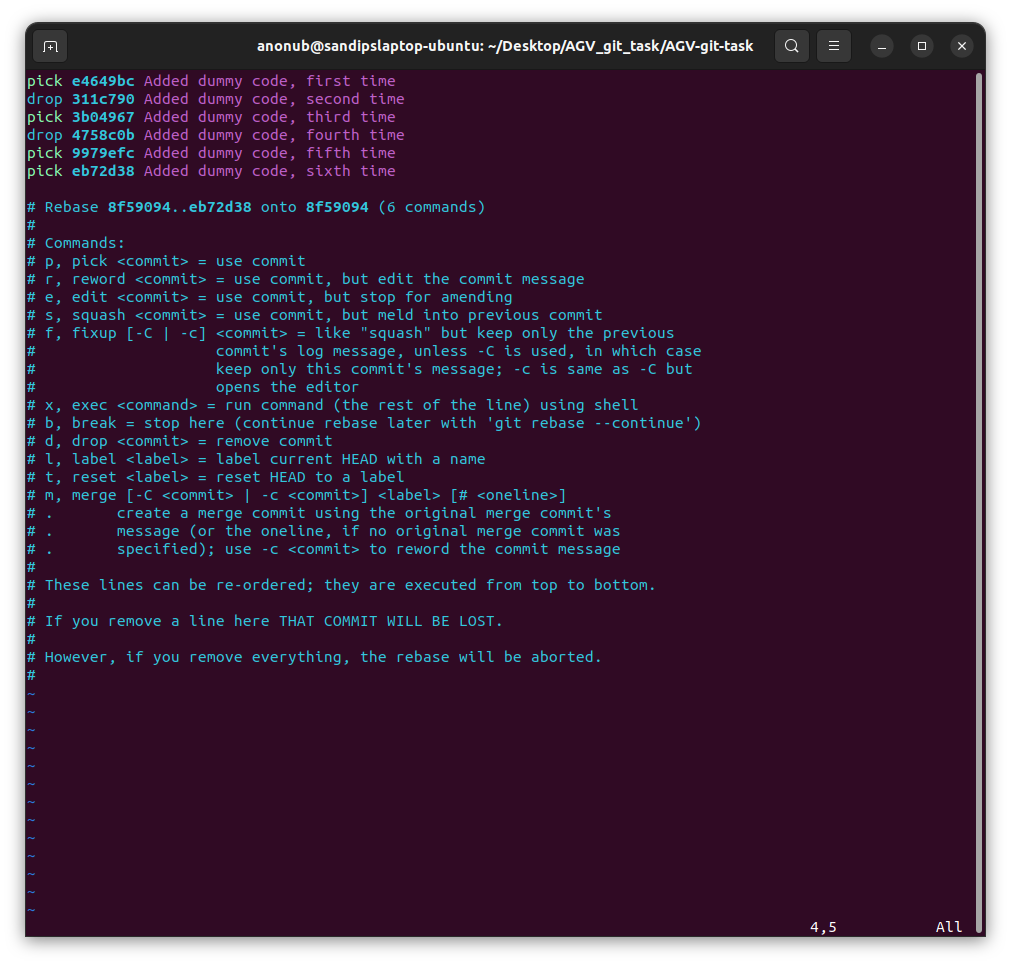 anonub@sandipslaptop-ubuntu: ~/Desktop/AGV_git_task/AGV-git-task
pick e4649bc Added dummy code, first time
drop 311c790 Added dummy code, second time
pick 3b04967 Added dummy code, third time
drop 4758c0b Added dummy code, fourth time
pick 9979efc Added dummy code, fifth time
pick eb72d38 Added dummy code, sixth time

# Rebase 8f59094..eb72d38 onto 8f59094 (6 commands)
#
# Commands:
# p, pick <commit> = use commit
# r, reword <commit> = use commit, but edit the commit message
# e, edit <commit> = use commit, but stop for amending
# s, squash <commit> = use commit, but meld into previous commit
# f, fixup [-C | -c] <commit> = like "squash" but keep only the previous
#                    commit's log message, unless -C is used, in which case
#                    keep only this commit's message; -c is same as -C but
#                    opens the editor
# x, exec <command> = run command (the rest of the line) using shell
# b, break = stop here (continue rebase later with 'git rebase --continue')
# d, drop <commit> = remove commit
# l, label <label> = label current HEAD with a name
# t, reset <label> = reset HEAD to a label
# m, merge [-C <commit> | -c <commit>] <label> [# <oneline>]
# .       create a merge commit using the original merge commit's
# .       message (or the oneline, if no original merge commit was
# .       specified); use -c <commit> to reword the commit message
#
# These lines can be re-ordered; they are executed from top to bottom.
#
# If you remove a line here THAT COMMIT WILL BE LOST.
#
# However, if you remove everything, the rebase will be aborted.
#
~
~
~
~
~
~
~
~
~
~
~
~
~
4,5 All